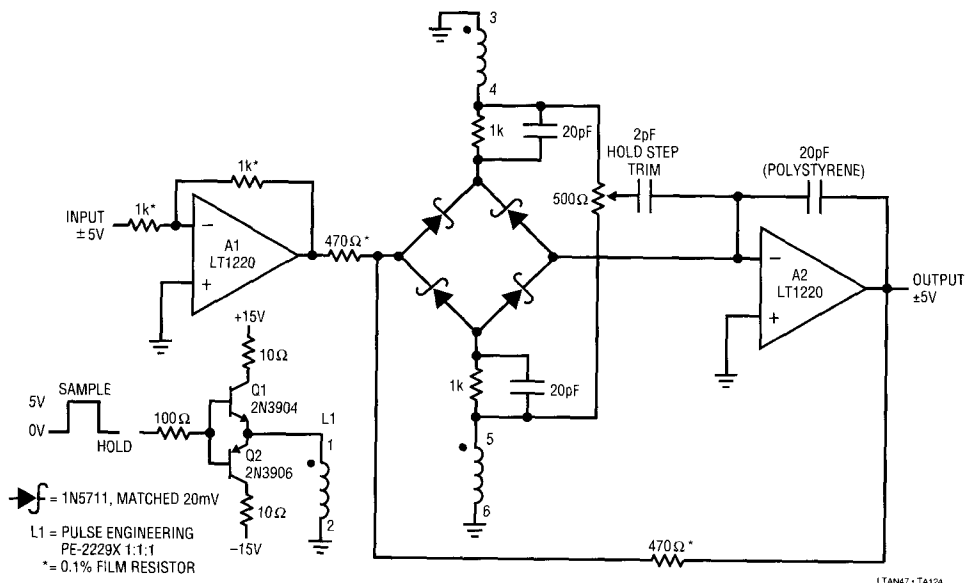 3
4
1k
20pF
2pF
HOLD STEP
TRIM
20pF
(POLYSTYRENE)
1k*
500Ω
INPUT
±5V
1k*
−
A1
LT1220
+
470Ω*
−
A2
LT1220
+
OUTPUT
±5V
+15V
10Ω
Q1
2N3904
5V
SAMPLE
0V
HOLD
100Ω
L1
1
Q2
2N3906
2
10Ω
−15V
1k
20pF
5
6
= 1N5711, MATCHED 20mV
L1 = PULSE ENGINEERING
PE-2229X 1:1:1
* = 0.1% FILM RESISTOR
470Ω*
LTAN47 • TA124